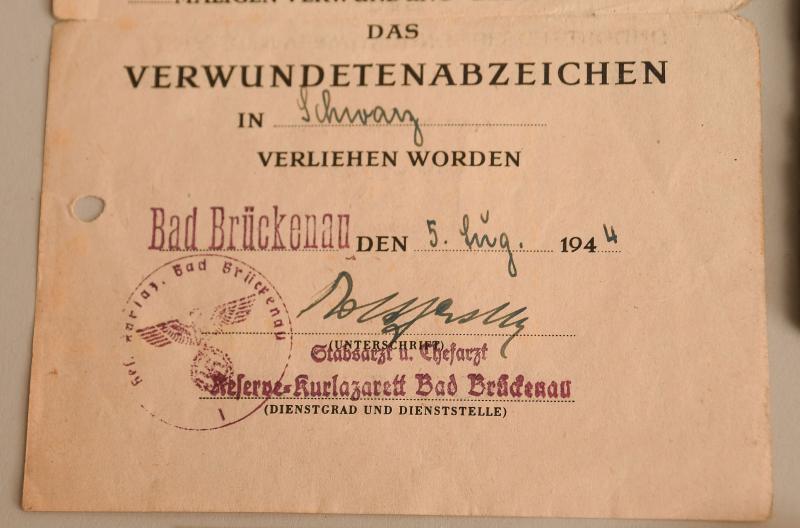 DAS
VERWUNDETENABZEICHEN
IN Schwarz
VERLIEHEN WORDEN
Bad Brückenau DEN 5. Aug. 1944
Res. Kurlaz. Bad Brückenau
(UNTERSCHRIFT)
Stabsarzt u. Chefarzt
Reserve-Kurlazarett Bad Brückenau
(DIENSTGRAD UND DIENSTSTELLE)